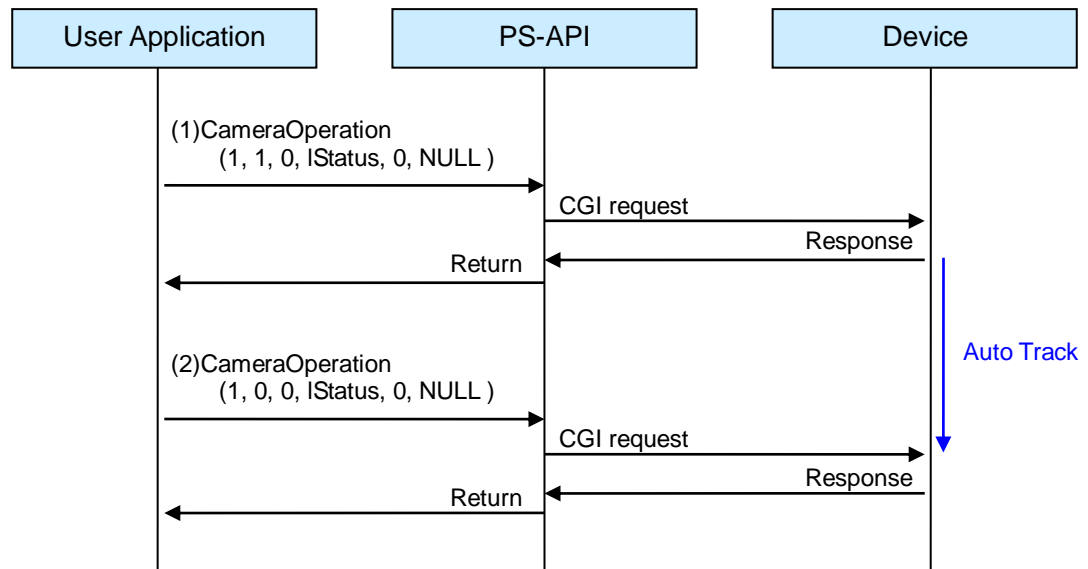 User Application
PS-API
Device
(1)CameraOperation
(1, 1, 0, lStatus, 0, NULL )
CGI request
Response
Return
Auto Track
(2)CameraOperation
(1, 0, 0, lStatus, 0, NULL )
CGI request
Response
Return